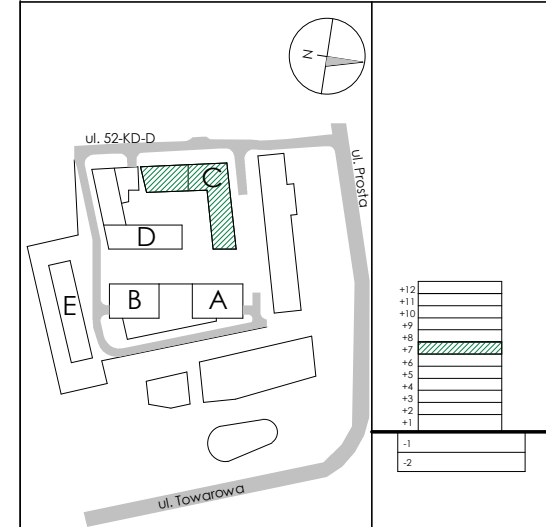 N
ul. 52-KD-D
ul. Prosta
C
D
E
B
A
ul. Towarowa
+12
+11
+10
+9
+8
+7
+6
+5
+4
+3
+2
+1
-1
-2